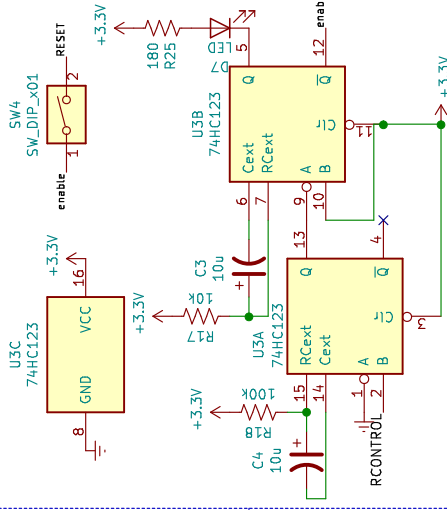 +3.3V
180
R25
LED
D7
5
12
enab
RESET
2
SW4
SW_DIP_x01
1
enable
U3B
74HC123
Q
Q
Clr
11
Cext
RCext
A
B
6
7
9
10
+3.3V
+3.3V
16
VCC
GND
8
U3C
74HC123
+3.3V
10k
R17
C3
10u
+
13
4
U3A
74HC123
Q
Q
Clr
3
RCext
Cext
A
B
15
14
1
2
+3.3V
100k
R18
C4
10u
+
RCONTROL